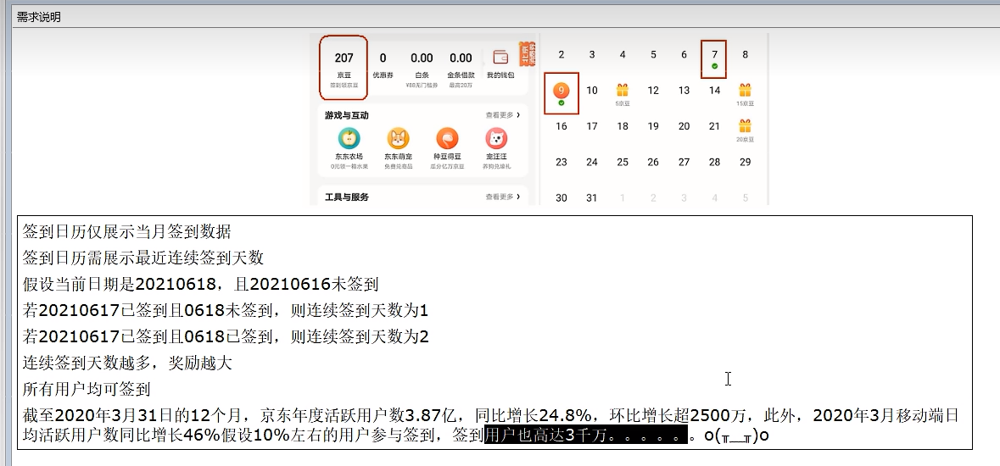 需求说明
207 0 0.00 0.00
京豆 优惠券 白条 金条借款 我的钱包
签到领京豆 ¥88无门槛券 最高20万
游戏与互动 查看更多 >
东东农场 东东萌宠 种豆得豆 宠汪汪
0元领一箱水果 免费兑商品 瓜分亿万京豆 养狗兑壕礼
工具与服务 查看更多 >
2 3 4 5 6 7 8
9 10 12 13 14
5京豆 15京豆
16 17 18 19 20 21
20京豆
23 24 25 26 27 28 29
30 31 1 2 3 4 5
签到日历仅展示当月签到数据
签到日历需展示最近连续签到天数
假设当前日期是20210618，且20210616未签到
若20210617已签到且0618未签到，则连续签到天数为1
若20210617已签到且0618已签到，则连续签到天数为2
连续签到天数越多，奖励越大
所有用户均可签到
截至2020年3月31日的12个月，京东年度活跃用户数3.87亿，同比增长24.8%，环比增长超2500万，此外，2020年3月移动端日
均活跃用户数同比增长46%假设10%左右的用户参与签到，签到用户也高达3千万。。。。。。o(╥﹏╥)o